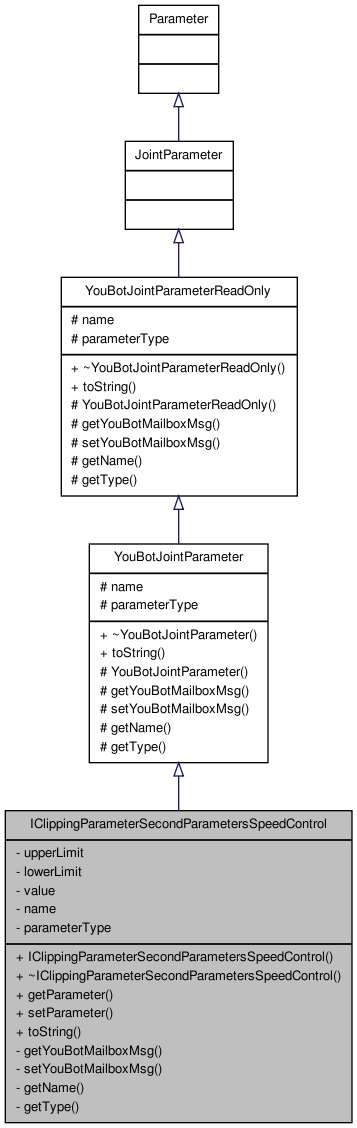 Parameter
JointParameter
YouBotJointParameterReadOnly
# name
# parameterType
+ ~YouBotJointParameterReadOnly()
+ toString()
# YouBotJointParameterReadOnly()
# getYouBotMailboxMsg()
# setYouBotMailboxMsg()
# getName()
# getType()
YouBotJointParameter
# name
# parameterType
+ ~YouBotJointParameter()
+ toString()
# YouBotJointParameter()
# getYouBotMailboxMsg()
# setYouBotMailboxMsg()
# getName()
# getType()
IClippingParameterSecondParametersSpeedControl
- upperLimit
- lowerLimit
- value
- name
- parameterType
+ IClippingParameterSecondParametersSpeedControl()
+ ~IClippingParameterSecondParametersSpeedControl()
+ getParameter()
+ setParameter()
+ toString()
- getYouBotMailboxMsg()
- setYouBotMailboxMsg()
- getName()
- getType()